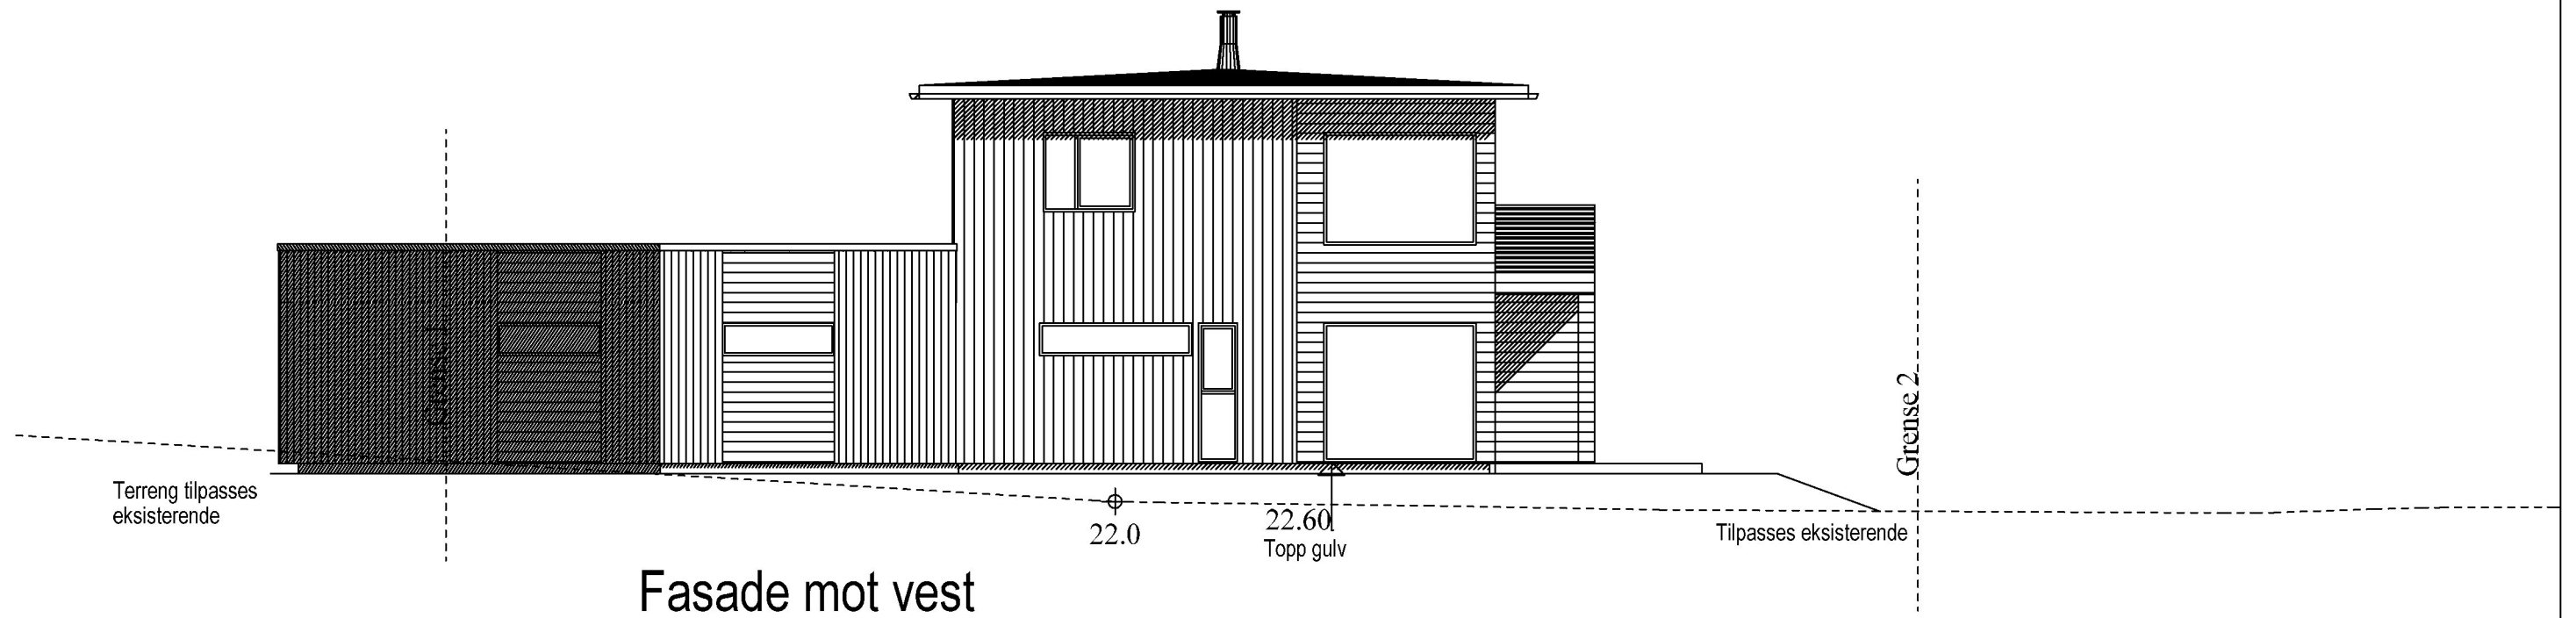 Grense 1
Grense 2
Terreng tilpasses
eksisterende
22.0
22.60
Topp gulv
Tilpasses eksisterende
Fasade mot vest